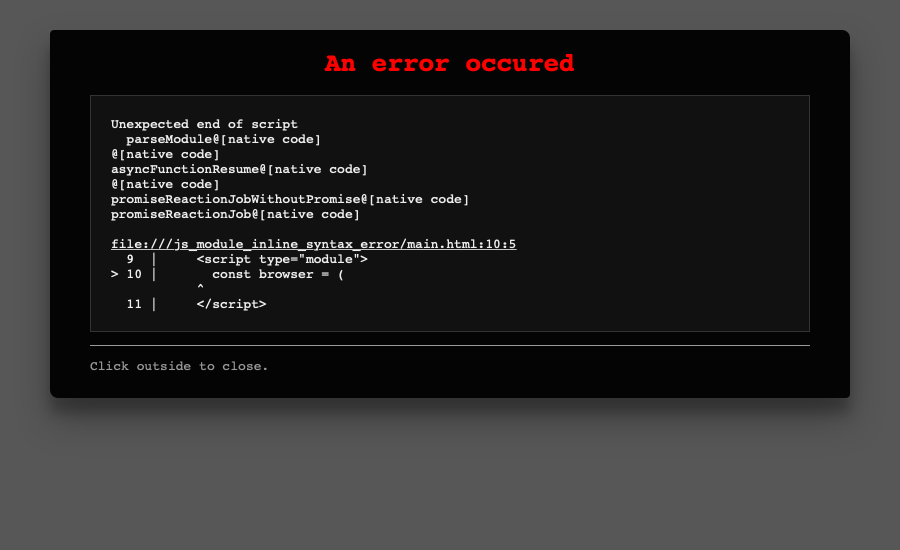 An error occured
Unexpected end of script
  parseModule@[native code]
@[native code]
asyncFunctionResume@[native code]
@[native code]
promiseReactionJobWithoutPromise@[native code]
promiseReactionJob@[native code]

file:///js_module_inline_syntax_error/main.html:10:5
   9  |     <script type="module">
> 10 |       const browser = (
           ^
  11 |     </script>
Click outside to close.